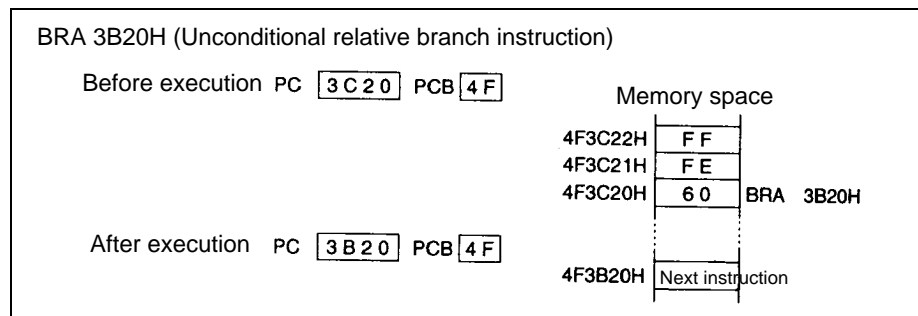 BRA 3B20H (Unconditional relative branch instruction)
Before execution PC 3C20 PCB 4F
Memory space
4F3C22H FF
4F3C21H FE
4F3C20H 60 BRA 3B20H
After execution PC 3B20 PCB 4F
4F3B20H Next instruction